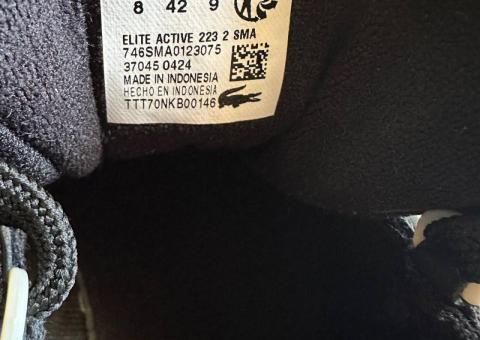 8 42 9
ELITE ACTIVE 223 2 SMA
746SMA0123075
37045 0424
MADE IN INDONESIA
HECHO EN INDONESIA
TTT70NKB00146